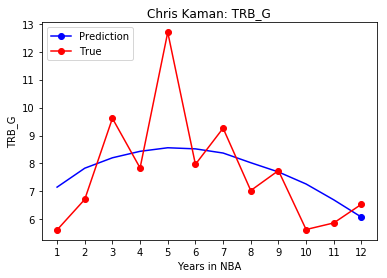 Chris Kaman: TRB_G
Prediction
True
TRB_G
13
12
11
10
9
8
7
6
1 2 3 4 5 6 7 8 9 10 11 12
Years in NBA